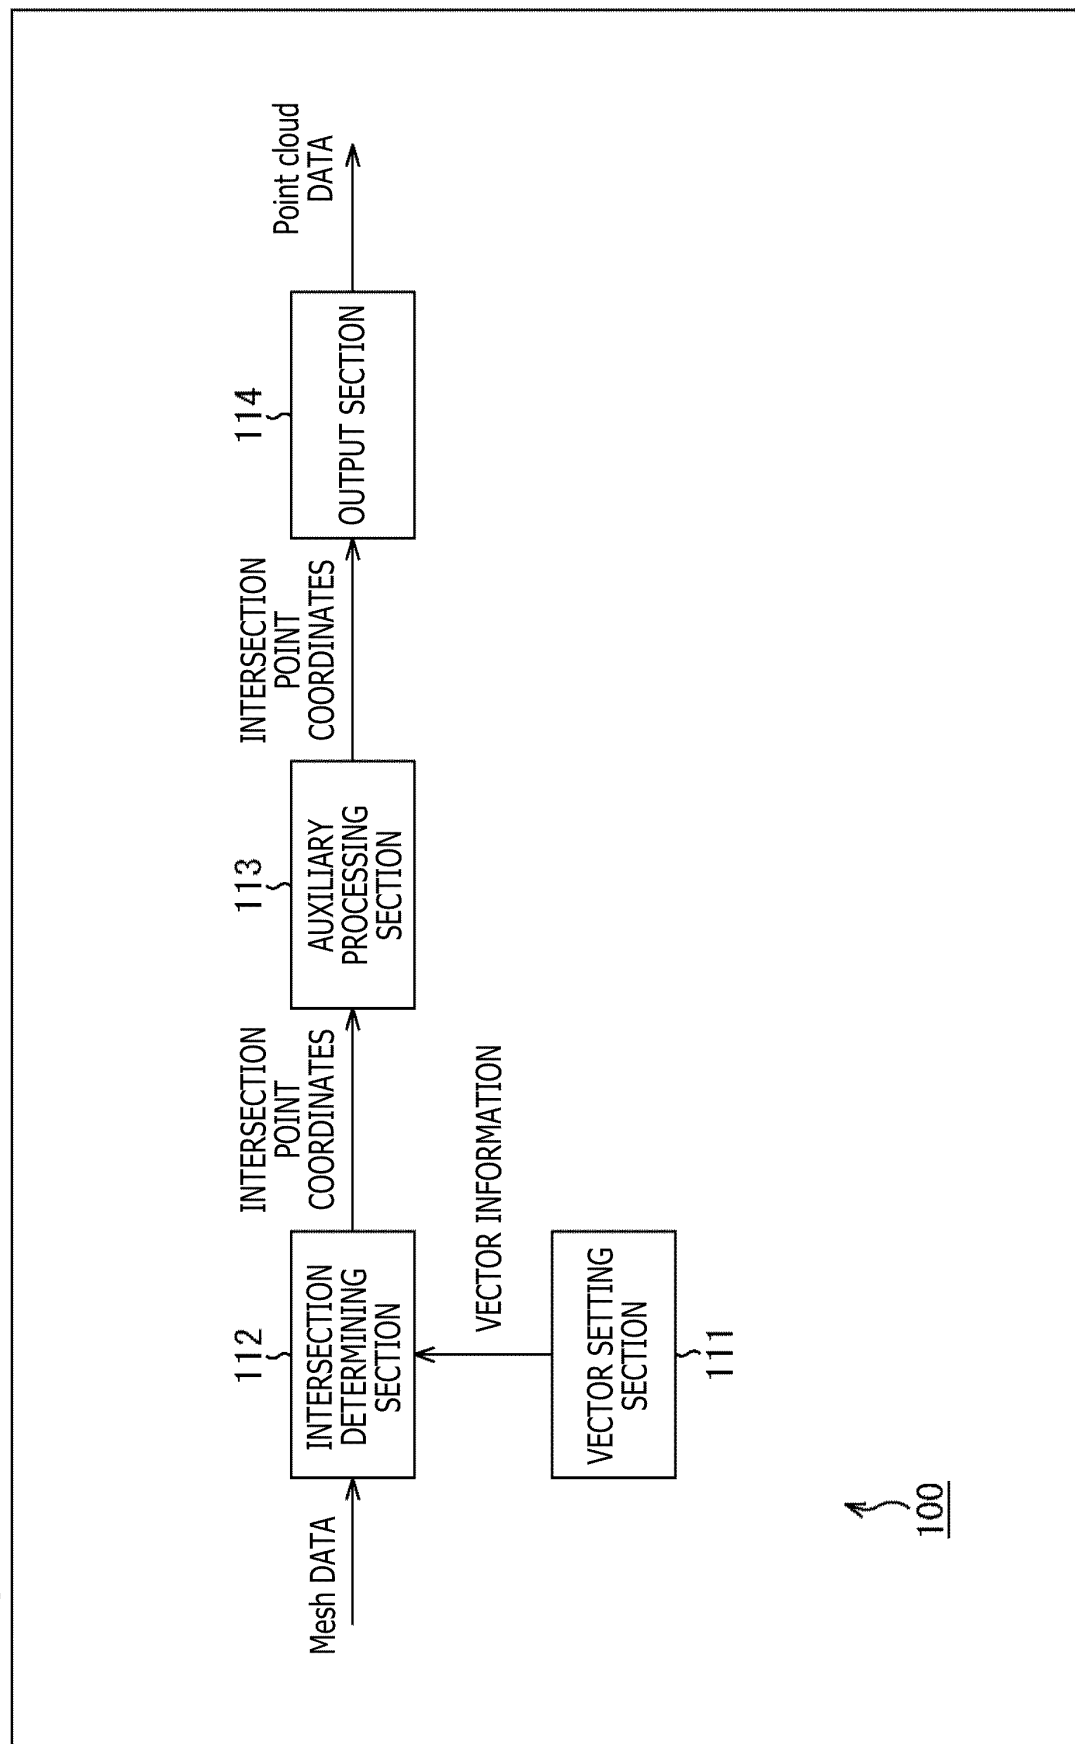 Mesh DATA
112
INTERSECTION
DETERMINING
SECTION
INTERSECTION
POINT
COORDINATES
113
AUXILIARY
PROCESSING
SECTION
INTERSECTION
POINT
COORDINATES
114
OUTPUT SECTION
Point cloud
DATA
VECTOR INFORMATION
VECTOR SETTING
SECTION
111
100